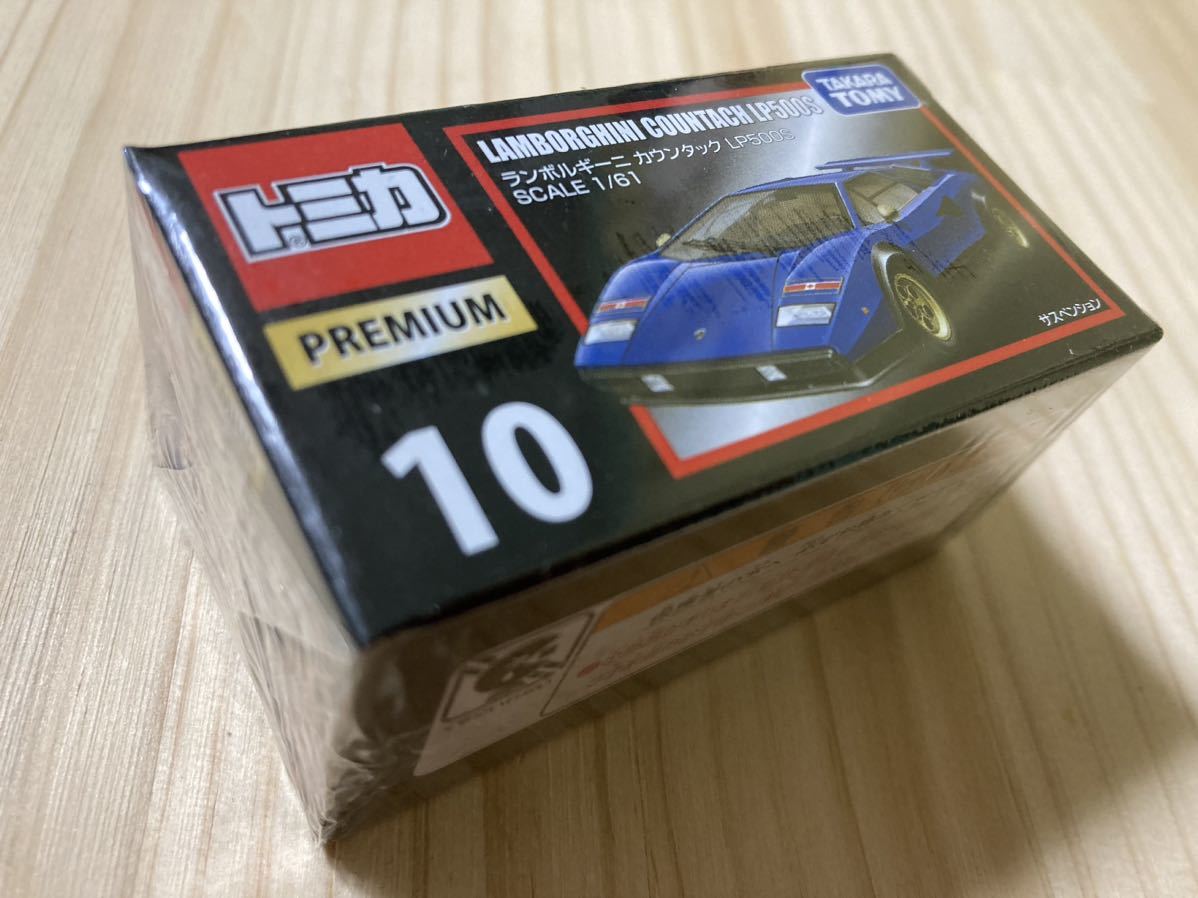 トミカ®
PREMIUM
10
LAMBORGHINI COUNTACH LP500S
ランボルギーニ カウンタック LP500S
SCALE 1/61
TAKARA
TOMY
サスペンション